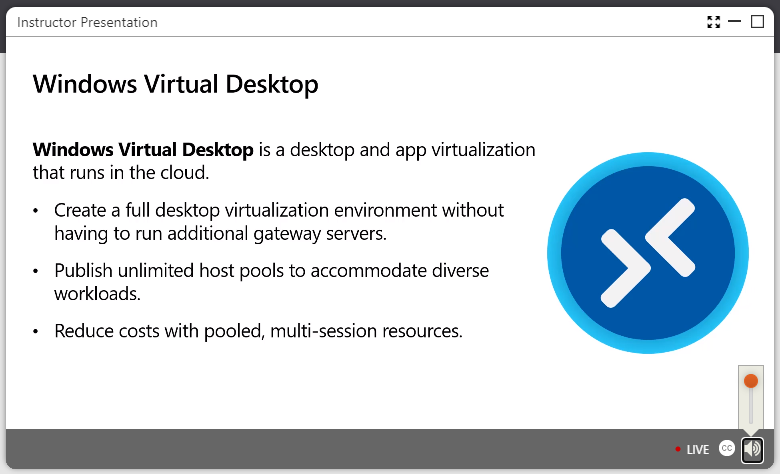 Instructor Presentation
Windows Virtual Desktop
Windows Virtual Desktop is a desktop and app virtualization
that runs in the cloud.
• Create a full desktop virtualization environment without
having to run additional gateway servers.
• Publish unlimited host pools to accommodate diverse
workloads.
• Reduce costs with pooled, multi-session resources.
LIVE CC